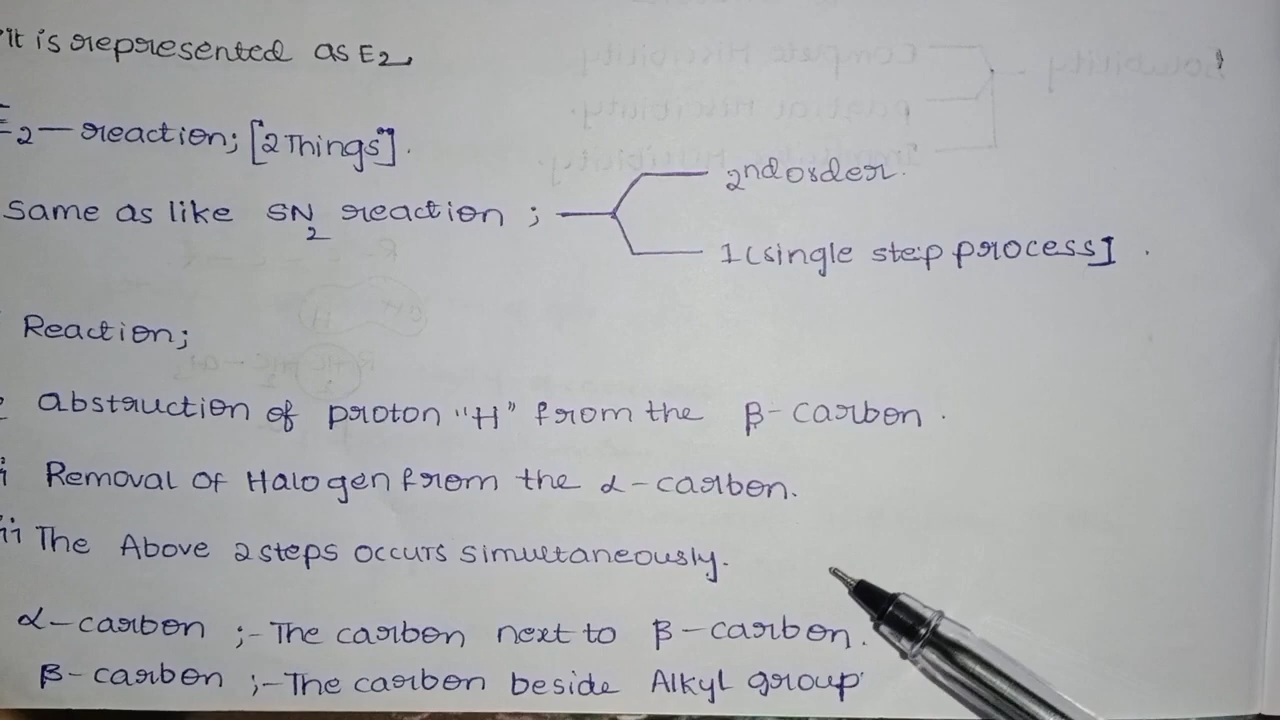 it is represented as E2,
E2 — reaction; [2 Things].
same as like SN2 reaction ; — 2nd order.
1 (single step process] .
Reaction;
abstruction of proton "H" from the β-carbon .
i Removal of Halogen from the α-carbon.
ii The Above 2 steps occurs simultaneously.
α-carbon ;- The carbon next to β-carbon.
β-carbon ;- The carbon beside Alkyl group